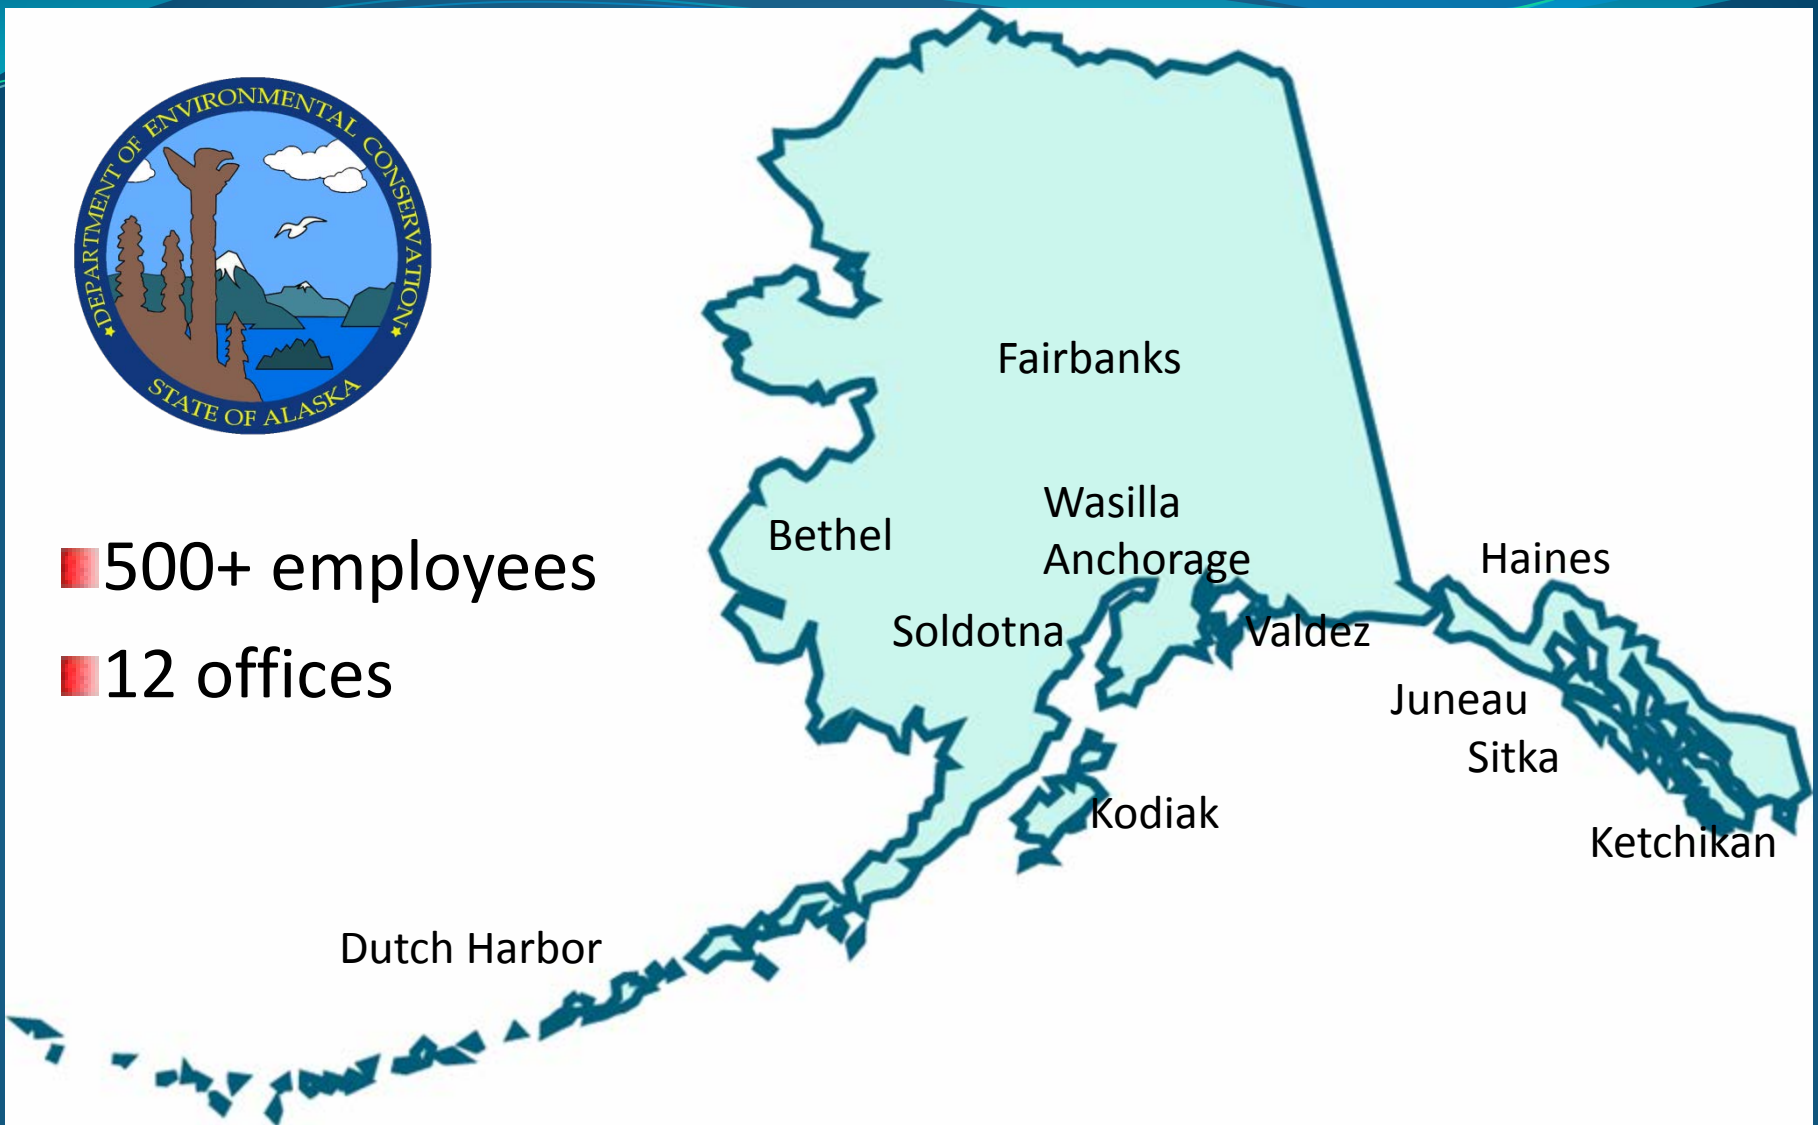 DEPARTMENT OF ENVIRONMENTAL CONSERVATION
STATE OF ALASKA
500+ employees
12 offices
Fairbanks
Wasilla
Anchorage
Bethel
Soldotna
Valdez
Haines
Juneau
Sitka
Kodiak
Ketchikan
Dutch Harbor